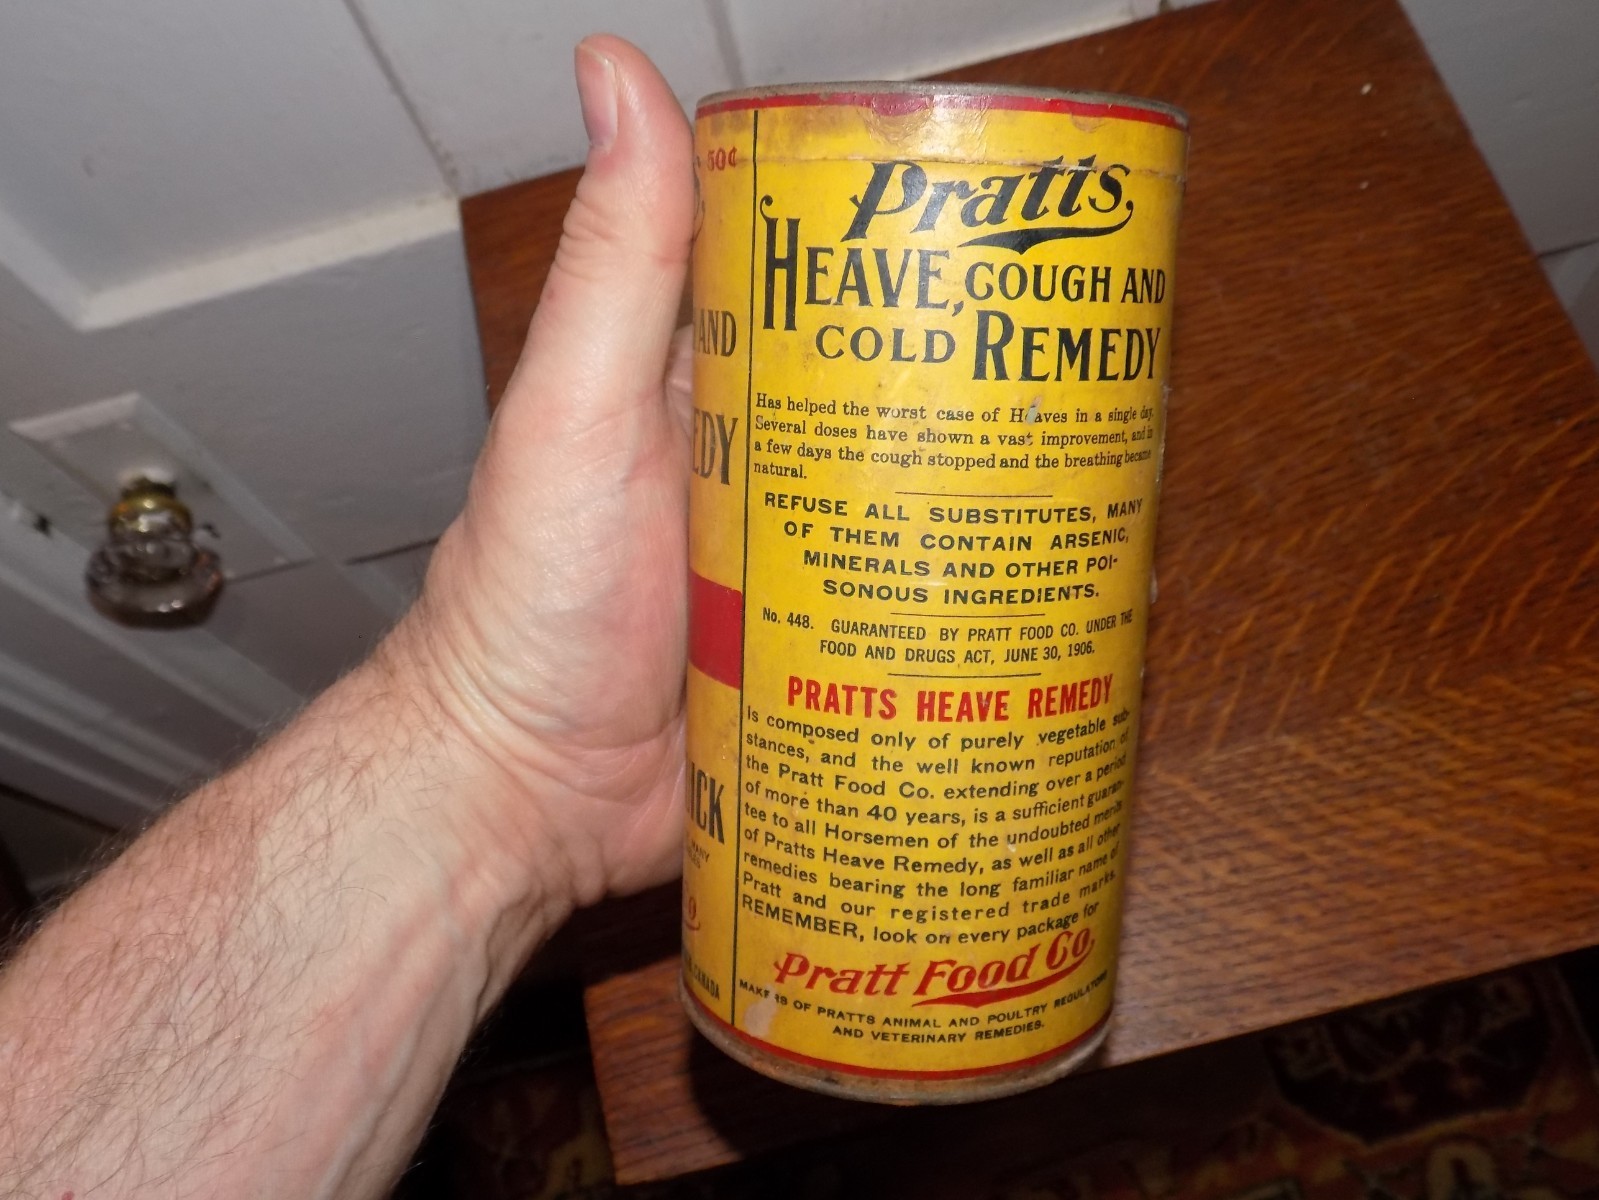 50¢
AND
EDY
ICK
CANADA
Pratts
HEAVE, COUGH AND
COLD REMEDY
Has helped the worst case of Heaves in a single day.
Several doses have shown a vast improvement, and in
a few days the cough stopped and the breathing became
natural.
REFUSE ALL SUBSTITUTES, MANY
OF THEM CONTAIN ARSENIC,
MINERALS AND OTHER POI-
SONOUS INGREDIENTS.
No. 448. GUARANTEED BY PRATT FOOD CO. UNDER THE
FOOD AND DRUGS ACT, JUNE 30, 1906.
PRATTS HEAVE REMEDY
Is composed only of purely vegetable sub-
stances, and the well known reputation of
the Pratt Food Co. extending over a period
of more than 40 years, is a sufficient guaran-
tee to all Horsemen of the undoubted merits
of Pratts Heave Remedy, as well as all other
remedies bearing the long familiar name of
Pratt and our registered trade marks.
REMEMBER, look on every package for
Pratt Food Co.
MAKERS OF PRATTS ANIMAL AND POULTRY REGULATORS
AND VETERINARY REMEDIES.